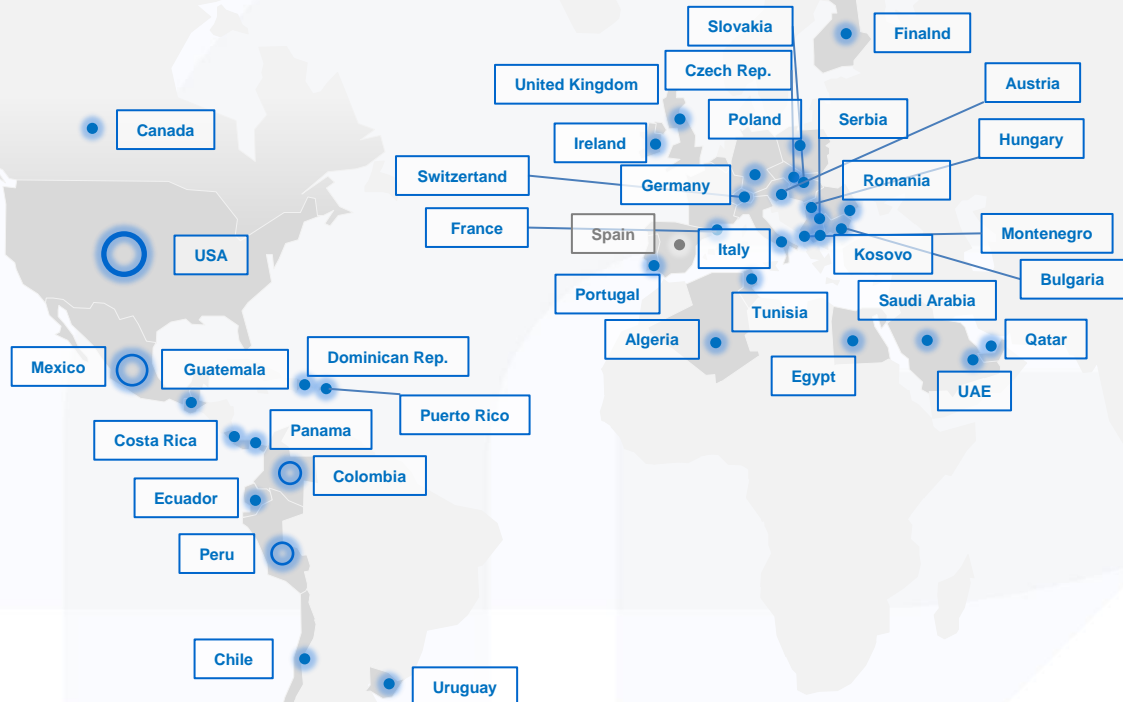 Slovakia
Finalnd
Czech Rep.
United Kingdom
Austria
Poland
Serbia
Canada
Hungary
Ireland
Switzertand
Germany
Romania
France
Spain
Montenegro
USA
Italy
Kosovo
Bulgaria
Portugal
Saudi Arabia
Tunisia
Algeria
Qatar
Dominican Rep.
Mexico
Guatemala
Egypt
UAE
Puerto Rico
Panama
Costa Rica
Colombia
Ecuador
Peru
Chile
Uruguay